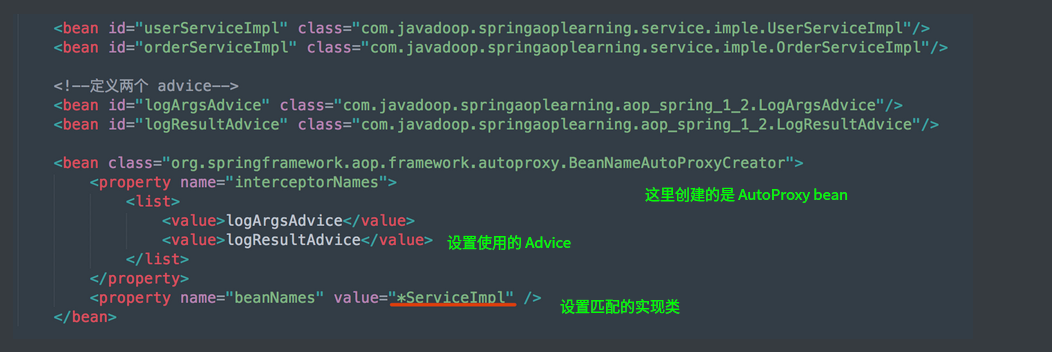 <bean id="userServiceImpl" class="com.javadoop.springaoplearning.service.imple.UserServiceImpl"/>
<bean id="orderServiceImpl" class="com.javadoop.springaoplearning.service.imple.OrderServiceImpl"/>
<!--定义两个 advice-->
<bean id="logArgsAdvice" class="com.javadoop.springaoplearning.aop_spring_1_2.LogArgsAdvice"/>
<bean id="logResultAdvice" class="com.javadoop.springaoplearning.aop_spring_1_2.LogResultAdvice"/>
<bean class="org.springframework.aop.framework.autoproxy.BeanNameAutoProxyCreator">
<property name="interceptorNames">
这里创建的是 AutoProxy bean
<list>
<value>logArgsAdvice</value>
<value>logResultAdvice</value> 设置使用的 Advice
</list>
</property>
<property name="beanNames" value="*ServiceImpl" />
设置匹配的实现类
</bean>